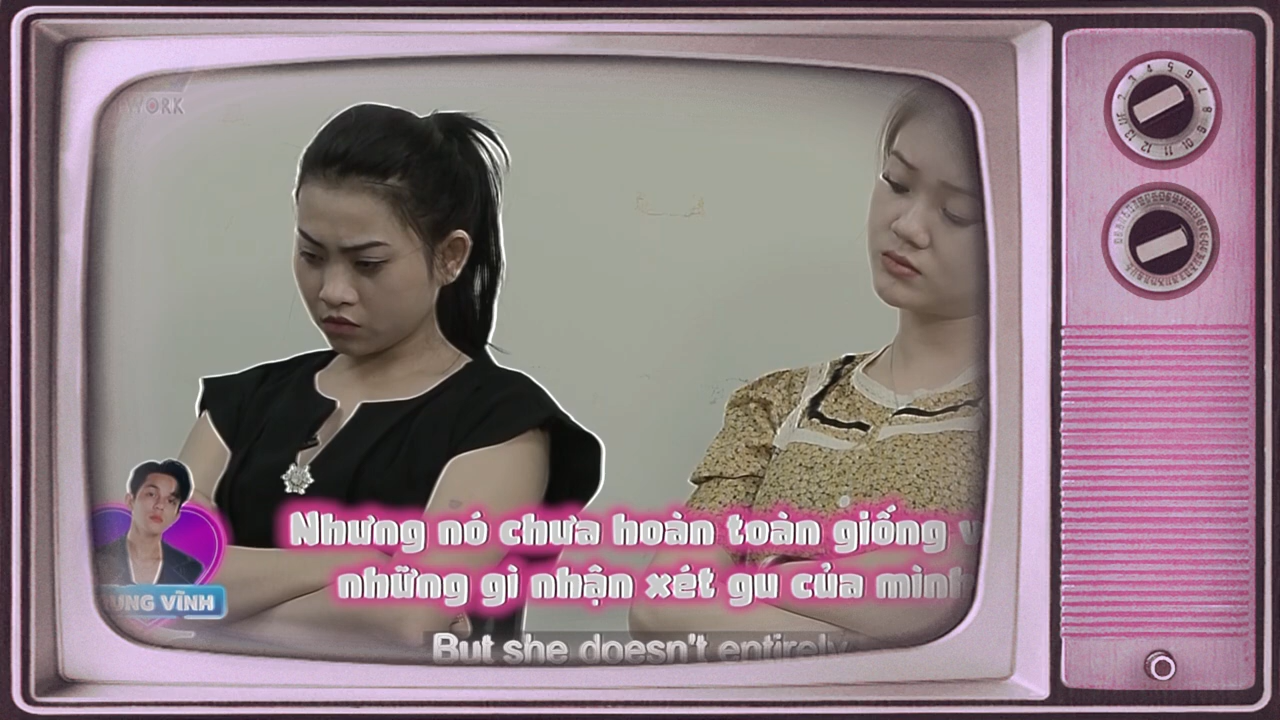 WORK
Nhưng nó chưa hoàn toàn giống
những gì nhận xét gu của mình
UNG VĨNH
But she doesn't entirely